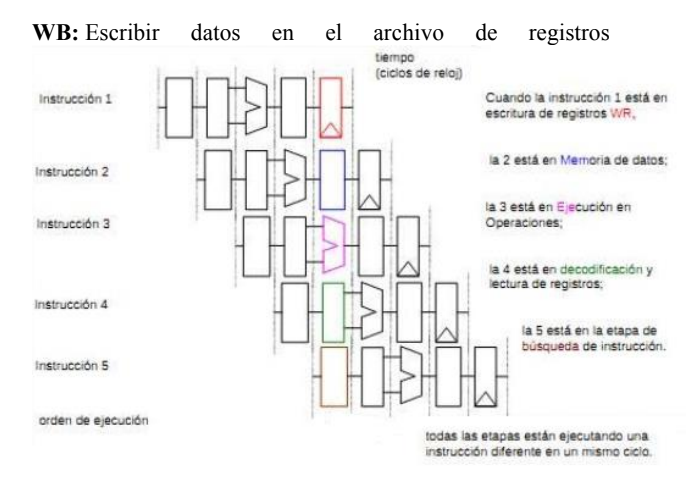 WB: Escribir datos en el archivo de registros
tiempo
(ciclos de reloj)
Instrucción 1
Cuando la instrucción 1 está en
escritura de registros WR,
Instrucción 2
la 2 está en Memoria de datos;
Instrucción 3
la 3 está en Ejecución en
Operaciones;
Instrucción 4
la 4 está en decodificación y
lectura de registros;
la 5 está en la etapa de
búsqueda de instrucción.
Instrucción 5
orden de ejecución
todas las etapas están ejecutando una
instrucción diferente en un mismo ciclo.